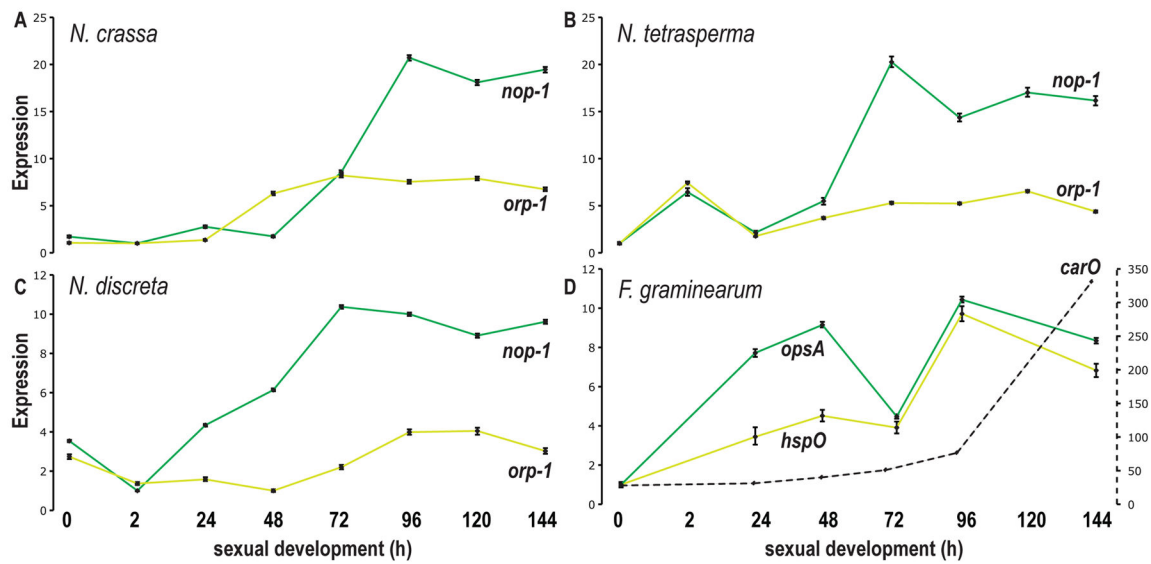 A
N. crassa
25
20
15
10
5
0
Expression
nop-1
orp-1
B
N. tetrasperma
25
20
15
10
5
0
nop-1
orp-1
C
N. discreta
12
10
8
6
4
2
0
Expression
nop-1
orp-1
0 2 24 48 72 96 120 144
sexual development (h)
D
F. graminearum
12
10
8
6
4
2
0
opsA
hspO
carO
350
300
250
200
150
100
50
0
0 2 24 48 72 96 120 144
sexual development (h)